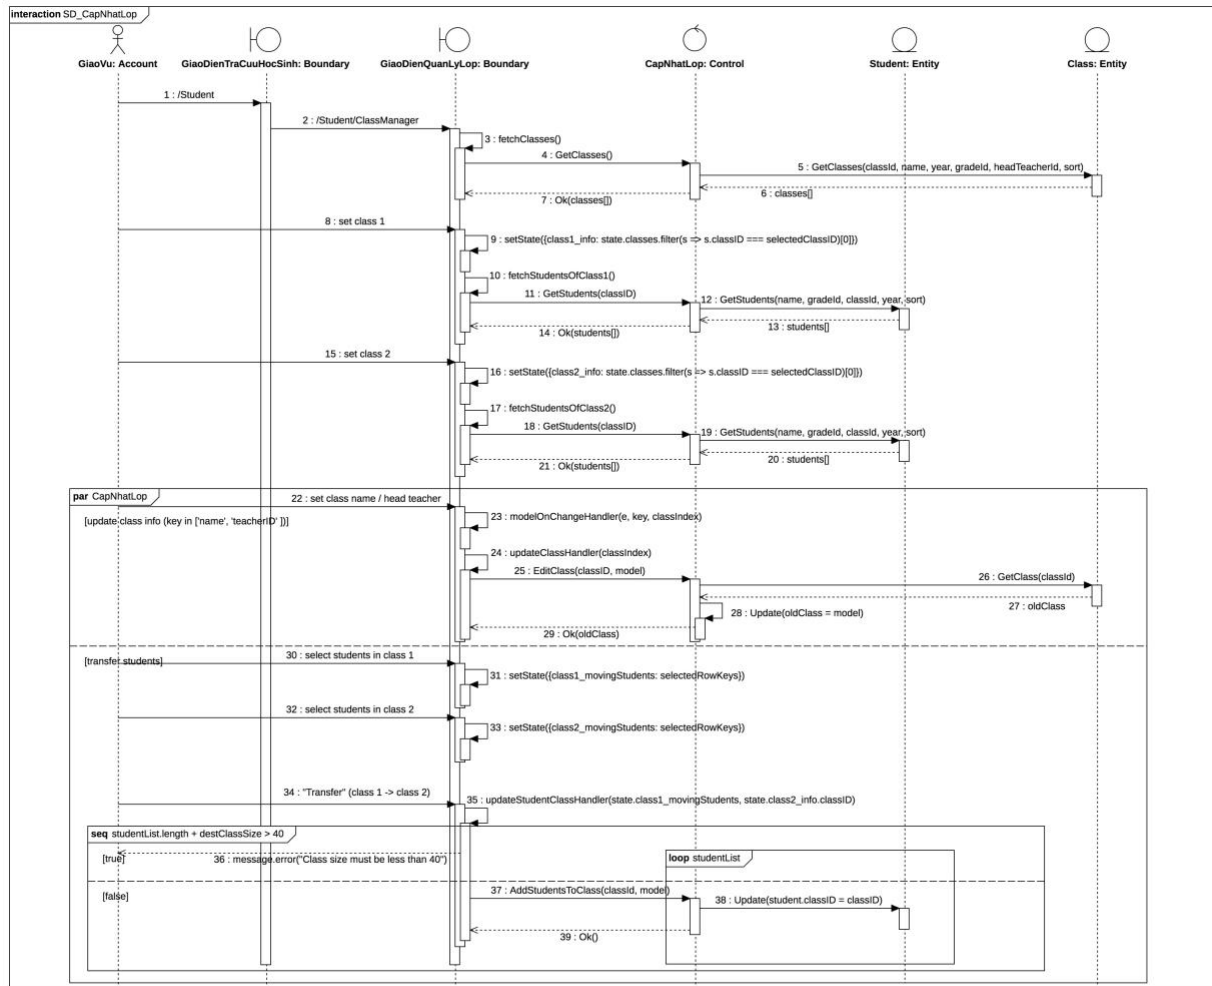 interaction SD_CapNhatLop
GiaoVu: Account
GiaoDienTraCuuHocSinh: Boundary
GiaoDienQuanLyLop: Boundary
CapNhatLop: Control
Student: Entity
Class: Entity
1 : /Student
2 : /Student/ClassManager
3 : fetchClasses()
4 : GetClasses()
5 : GetClasses(classId, name, year, gradeId, headTeacherId, sort)
6 : classes[]
7 : Ok(classes[])
8 : set class 1
9 : setState({class1_info: state.classes.filter(s => s.classID === selectedClassID)[0]})
10 : fetchStudentsOfClass1()
11 : GetStudents(classID)
12 : GetStudents(name, gradeId, classId, year, sort)
13 : students[]
14 : Ok(students[])
15 : set class 2
16 : setState({class2_info: state.classes.filter(s => s.classID === selectedClassID)[0]})
17 : fetchStudentsOfClass2()
18 : GetStudents(classID)
19 : GetStudents(name, gradeId, classId, year, sort)
20 : students[]
21 : Ok(students[])
par CapNhatLop
22 : set class name / head teacher
[update class info (key in ['name', 'teacherID' ])]
23 : modelOnChangeHandler(e, key, classIndex)
24 : updateClassHandler(classIndex)
25 : EditClass(classID, model)
26 : GetClass(classId)
27 : oldClass
28 : Update(oldClass = model)
29 : Ok(oldClass)
[transfer students]
30 : select students in class 1
31 : setState({class1_movingStudents: selectedRowKeys})
32 : select students in class 2
33 : setState({class2_movingStudents: selectedRowKeys})
34 : "Transfer" (class 1 -> class 2)
35 : updateStudentClassHandler(state.class1_movingStudents, state.class2_info.classID)
seq studentList.length + destClassSize > 40
[true]
36 : message.error("Class size must be less than 40")
loop studentList
[false]
37 : AddStudentsToClass(classId, model)
38 : Update(student.classID = classID)
39 : Ok()